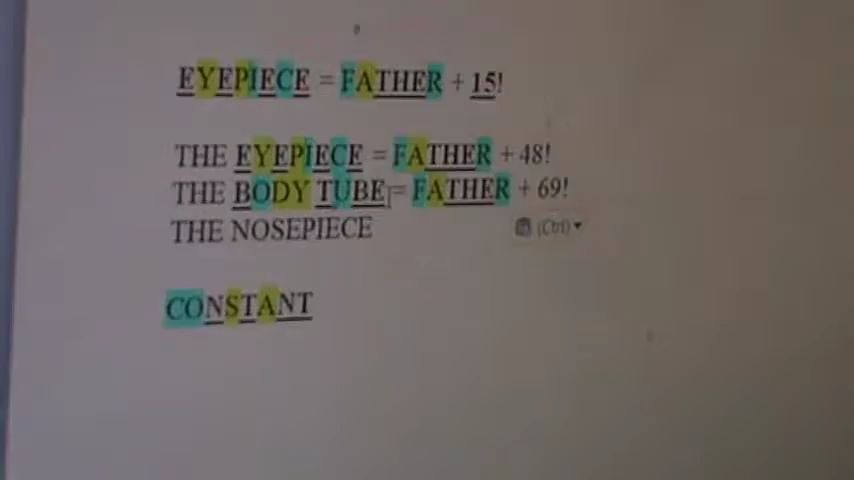 EYEPIECE = FATHER + 15!
THE EYEPIECE = FATHER + 48!
THE BODY TUBE= FATHER + 69!
THE NOSEPIECE
(Ctrl)
CONSTANT